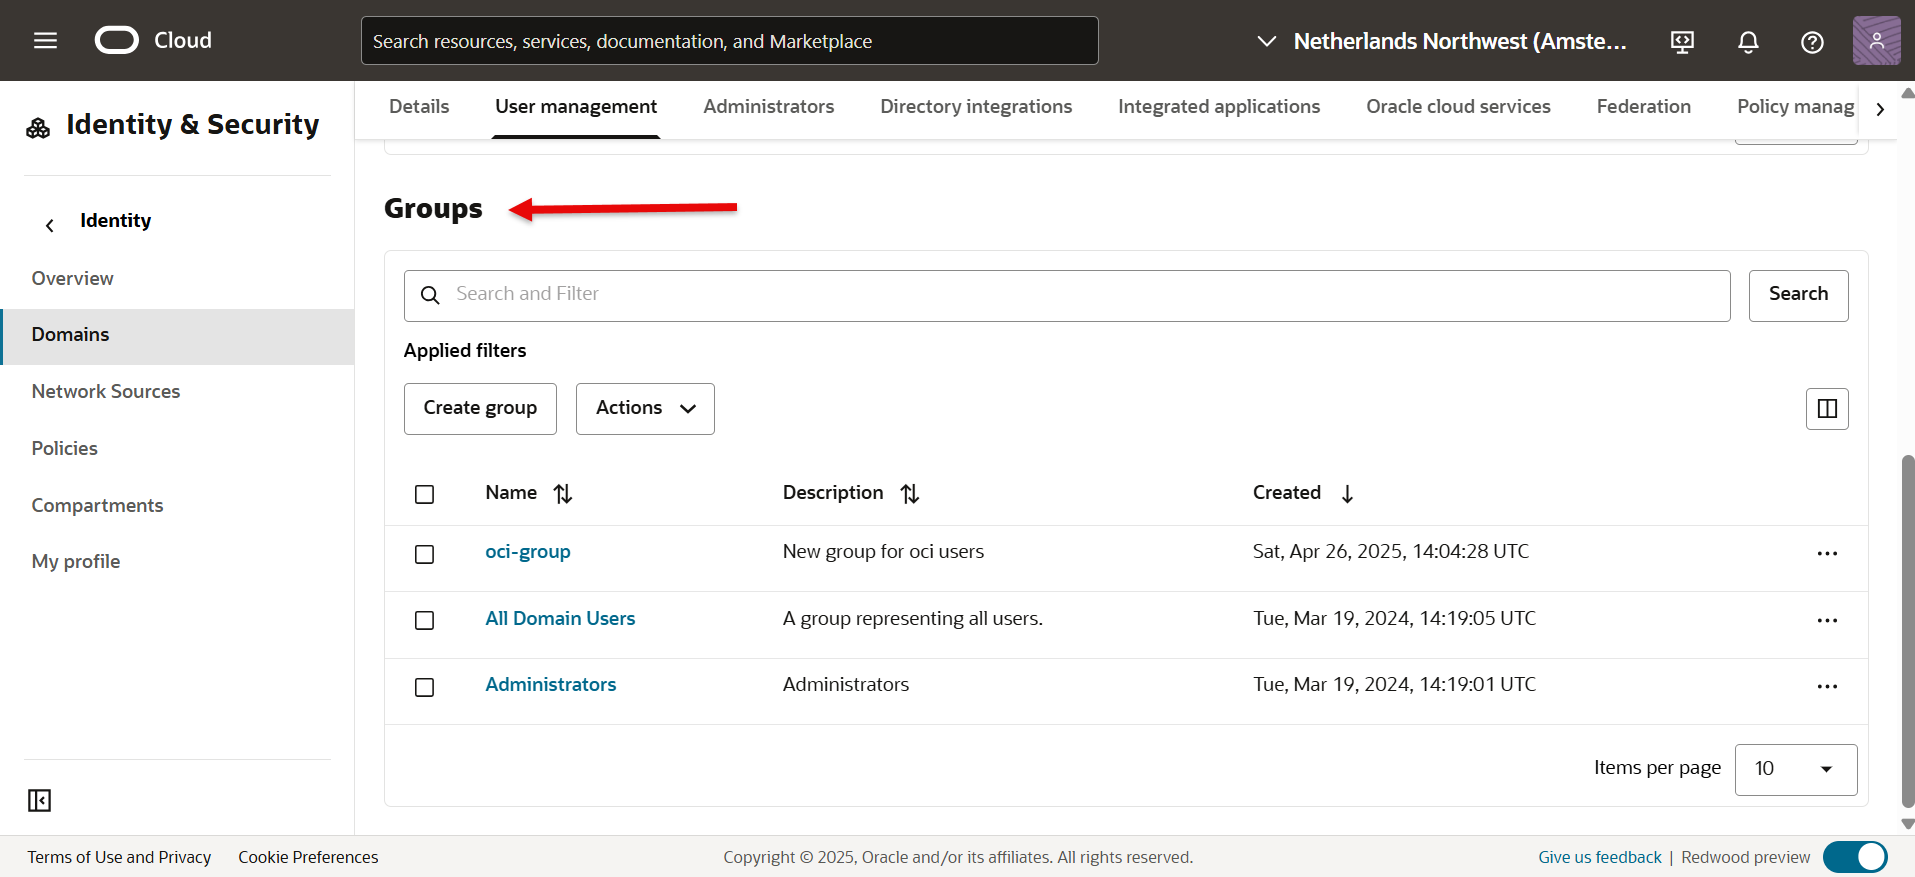 Cloud
Search resources, services, documentation, and Marketplace
Netherlands Northwest (Amste...
Identity & Security
Identity
Overview
Domains
Network Sources
Policies
Compartments
My profile
Details
User management
Administrators
Directory integrations
Integrated applications
Oracle cloud services
Federation
Policy manag
Groups
Search and Filter
Search
Applied filters
Create group
Actions
Name
Description
Created
oci-group
New group for oci users
Sat, Apr 26, 2025, 14:04:28 UTC
All Domain Users
A group representing all users.
Tue, Mar 19, 2024, 14:19:05 UTC
Administrators
Administrators
Tue, Mar 19, 2024, 14:19:01 UTC
Items per page
10
Terms of Use and Privacy
Cookie Preferences
Copyright © 2025, Oracle and/or its affiliates. All rights reserved.
Give us feedback | Redwood preview